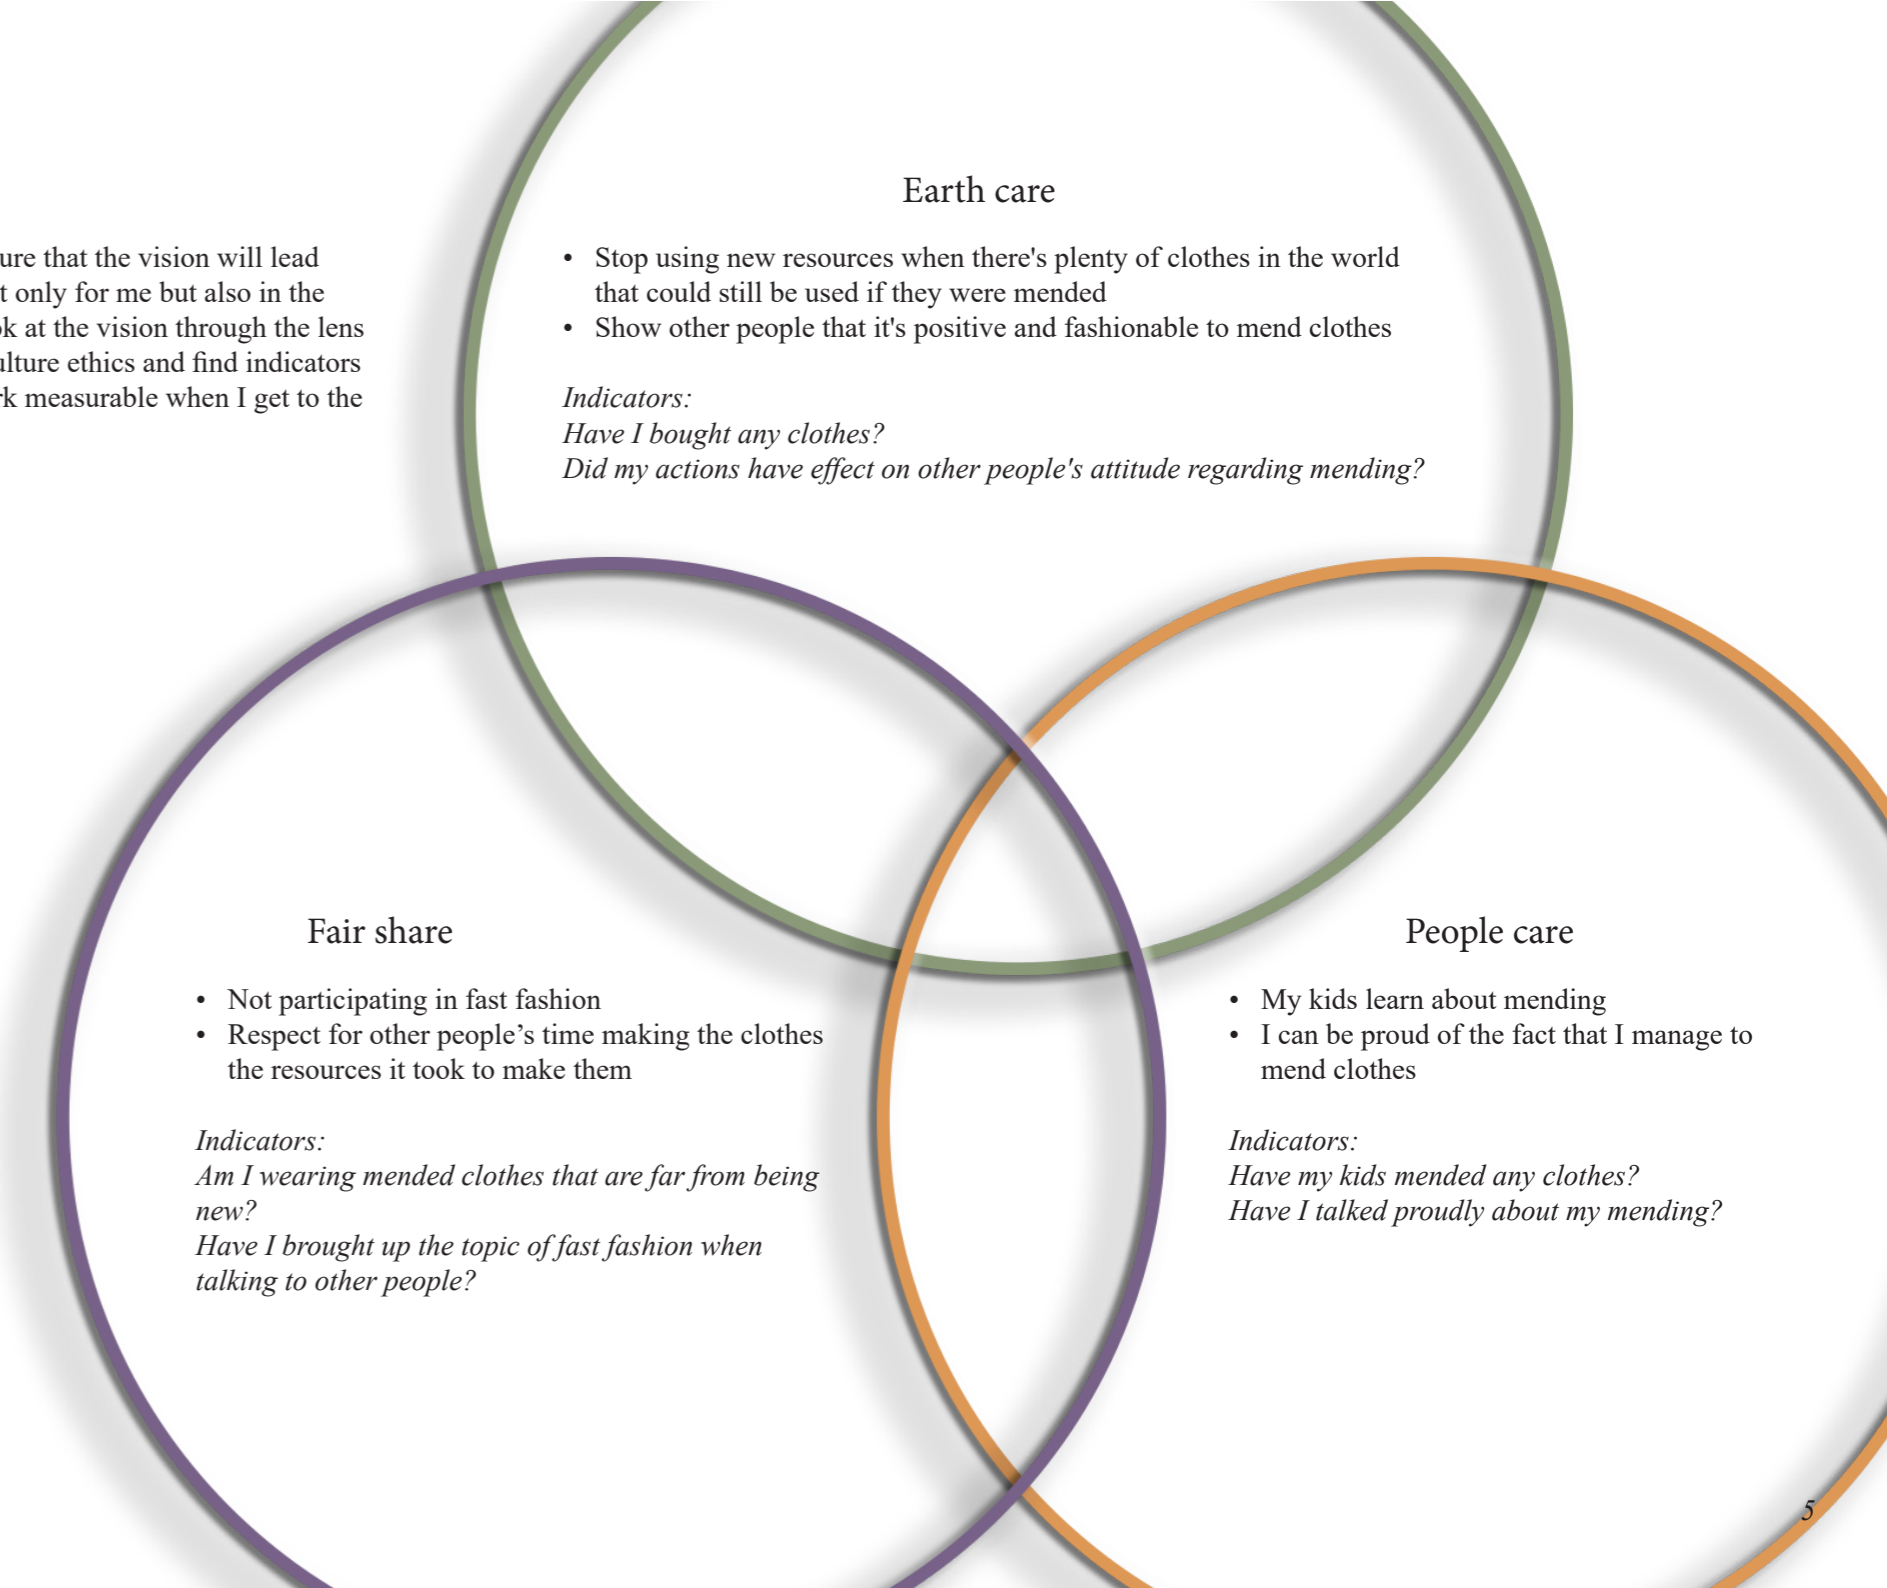 Earth care
ure that the vision will lead
t only for me but also in the
ok at the vision through the lens
ulture ethics and find indicators
rk measurable when I get to the
• Stop using new resources when there's plenty of clothes in the world
that could still be used if they were mended
• Show other people that it's positive and fashionable to mend clothes
Indicators:
Have I bought any clothes?
Did my actions have effect on other people's attitude regarding mending?
Fair share
• Not participating in fast fashion
• Respect for other people’s time making the clothes
the resources it took to make them
Indicators:
Am I wearing mended clothes that are far from being
new?
Have I brought up the topic of fast fashion when
talking to other people?
People care
• My kids learn about mending
• I can be proud of the fact that I manage to
mend clothes
Indicators:
Have my kids mended any clothes?
Have I talked proudly about my mending?
5